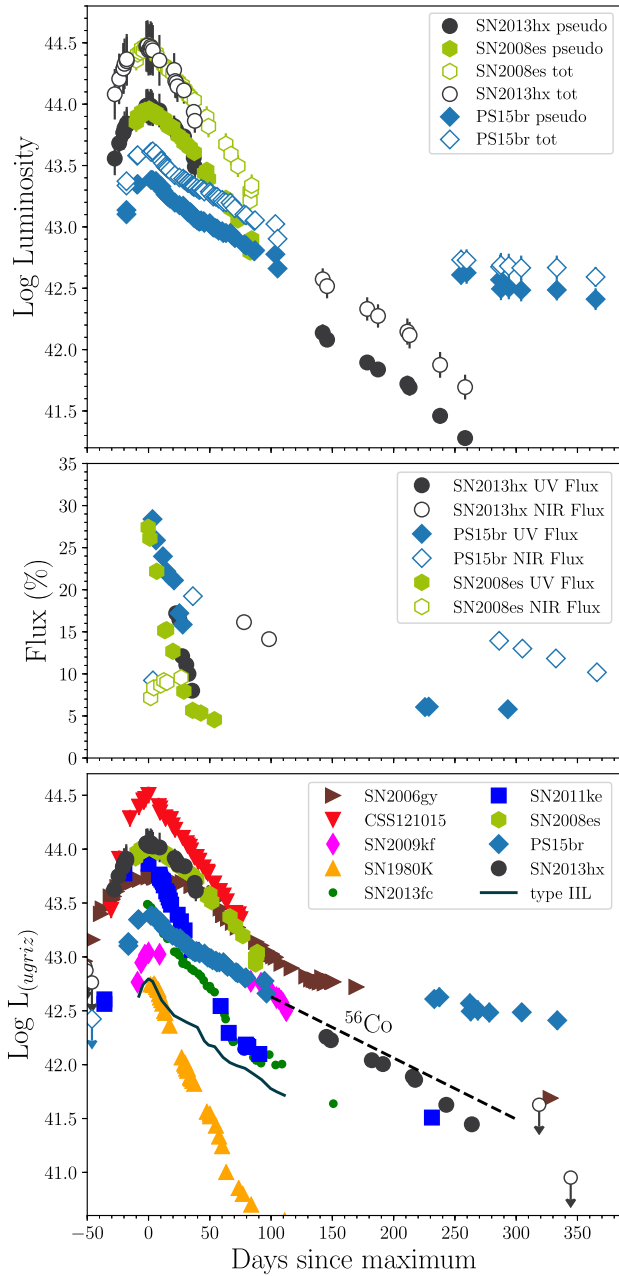 44.5
44.0
43.5
43.0
42.5
42.0
41.5
Log Luminosity
SN2013hx pseudo
SN2008es pseudo
SN2008es tot
SN2013hx tot
PS15br pseudo
PS15br tot
35
30
25
20
15
10
5
0
Flux (%)
SN2013hx UV Flux
SN2013hx NIR Flux
PS15br UV Flux
PS15br NIR Flux
SN2008es UV Flux
SN2008es NIR Flux
44.5
44.0
43.5
43.0
42.5
42.0
41.5
41.0
Log L(ugriz)
SN2006gy
CSS121015
SN2009kf
SN1980K
SN2013fc
SN2011ke
SN2008es
PS15br
SN2013hx
type IIL
56Co
−50 0 50 100 150 200 250 300 350
Days since maximum